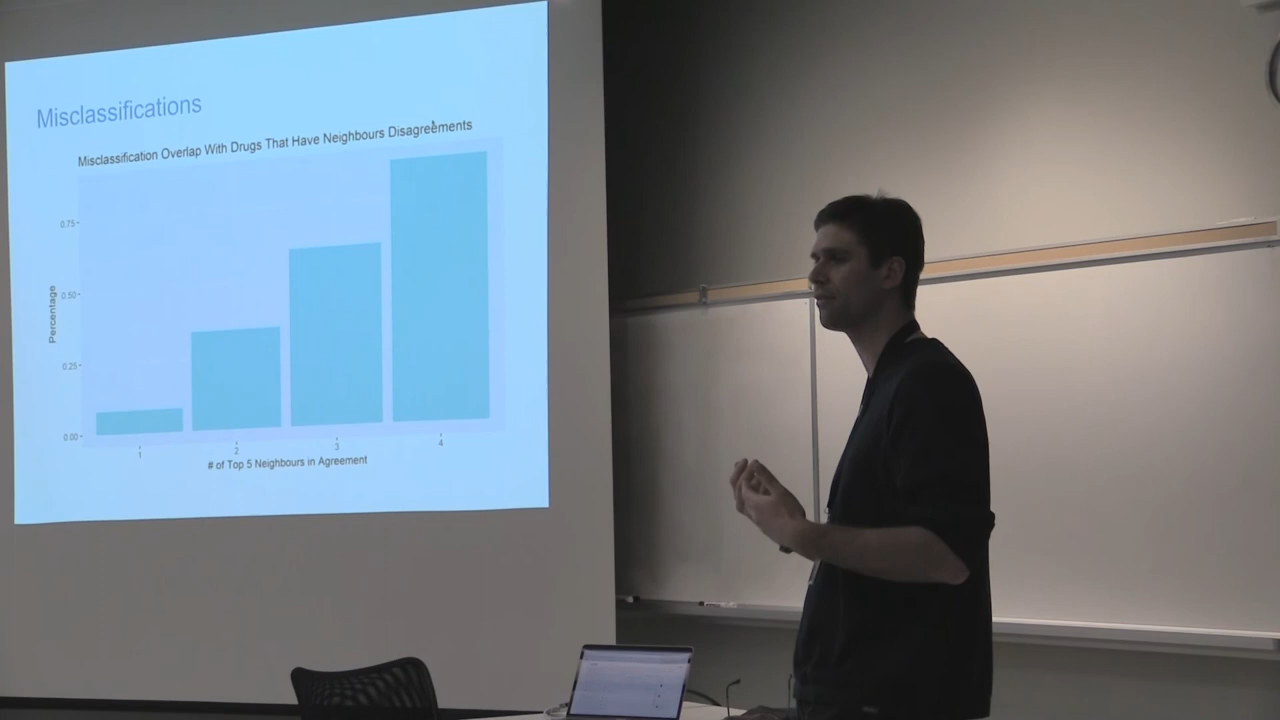 Misclassifications
Misclassification Overlap With Drugs That Have Neighbours Disagreements
0.75
0.50
0.25
0.00
Percentage
1
2
3
4
# of Top 5 Neighbours in Agreement